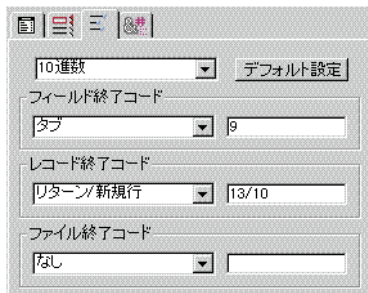 10進数
デフォルト設定
フィールド終了コード
タブ
9
レコード終了コード
リターン/新規行
13/10
ファイル終了コード
なし